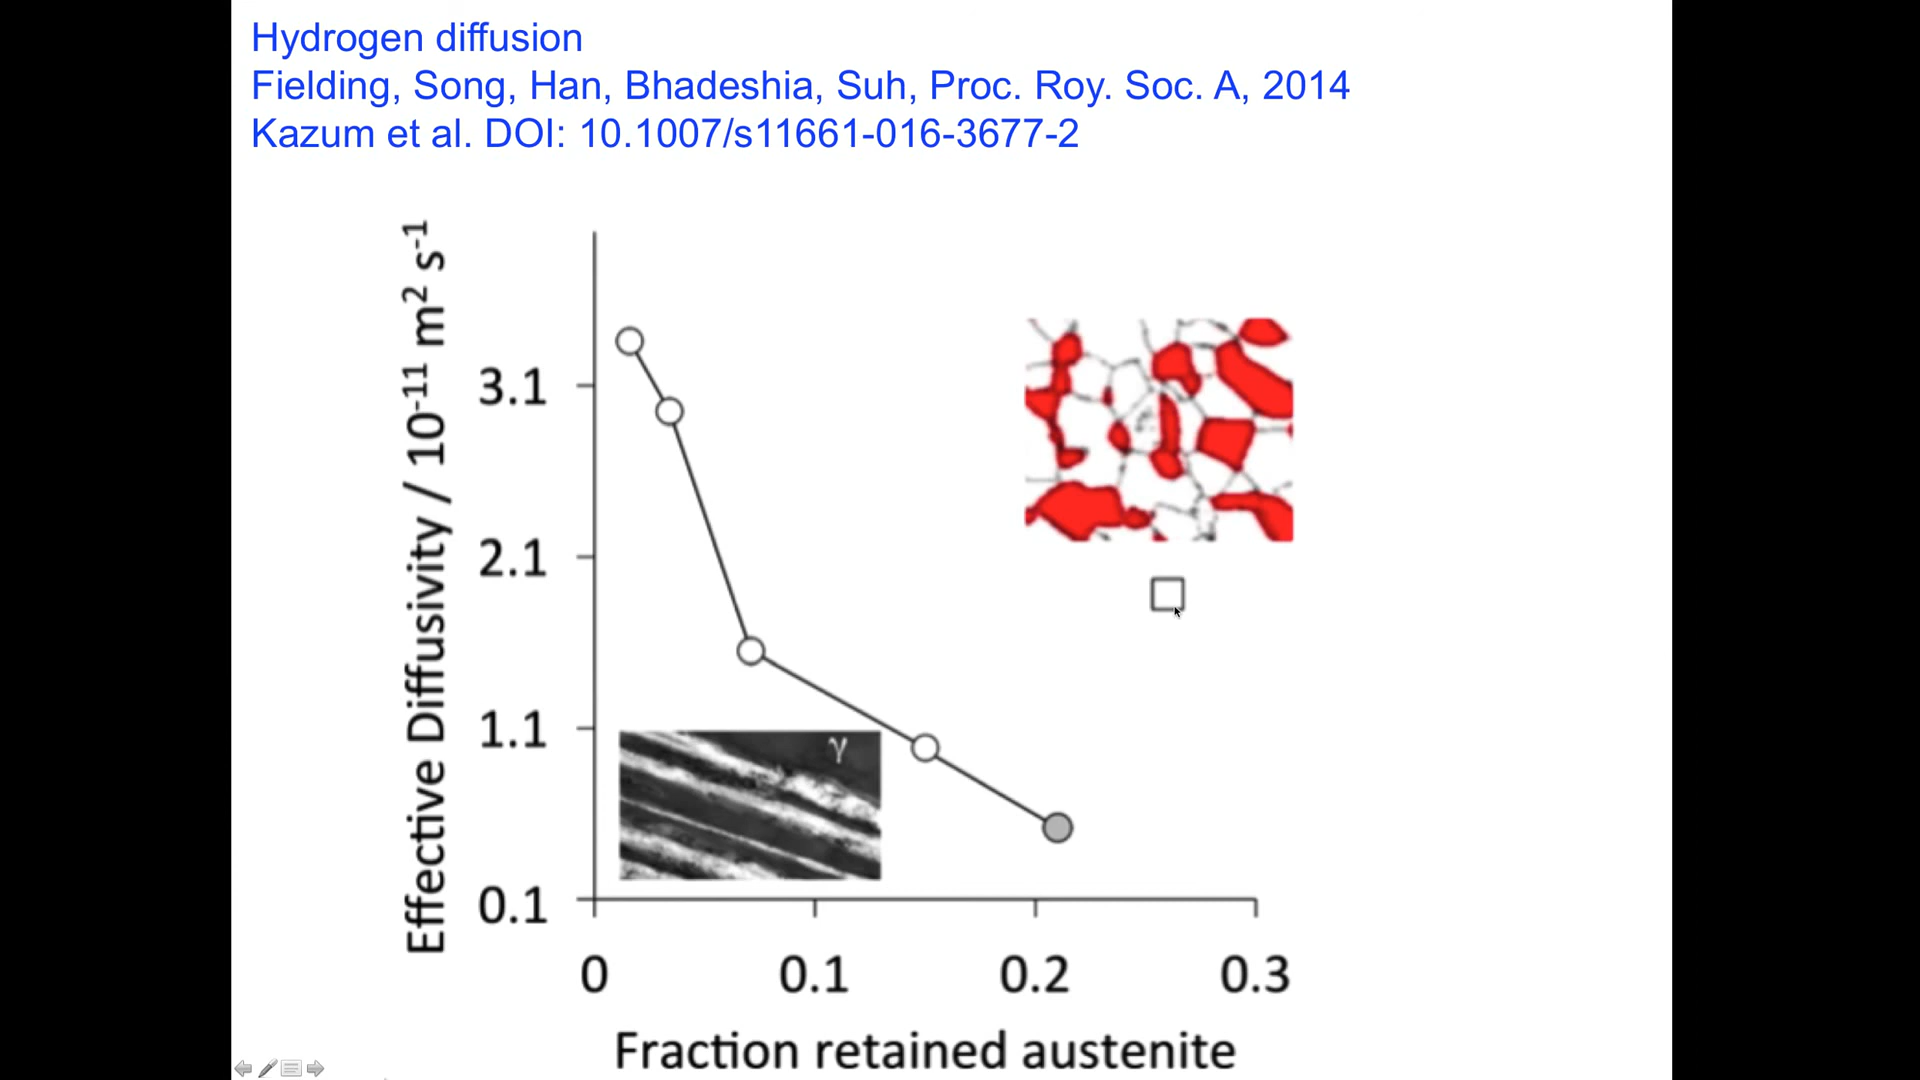 Hydrogen diffusion
Fielding, Song, Han, Bhadeshia, Suh, Proc. Roy. Soc. A, 2014
Kazum et al. DOI: 10.1007/s11661-016-3677-2
Effective Diffusivity / 10⁻¹¹ m² s⁻¹
3.1
2.1
1.1
0.1
γ
0 0.1 0.2 0.3
Fraction retained austenite